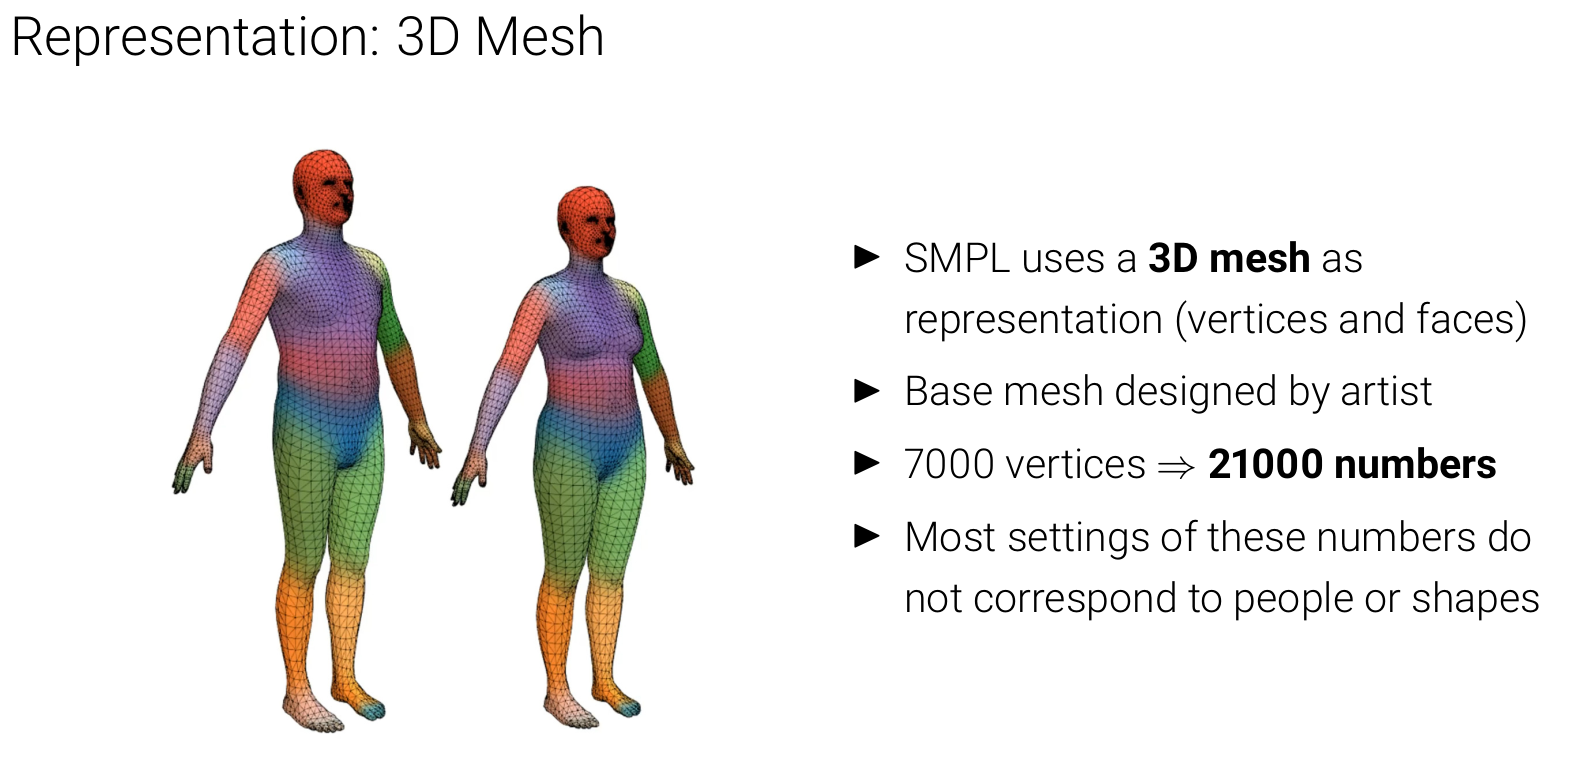 Representation: 3D Mesh
► SMPL uses a 3D mesh as
representation (vertices and faces)
► Base mesh designed by artist
► 7000 vertices ⇒ 21000 numbers
► Most settings of these numbers do
not correspond to people or shapes